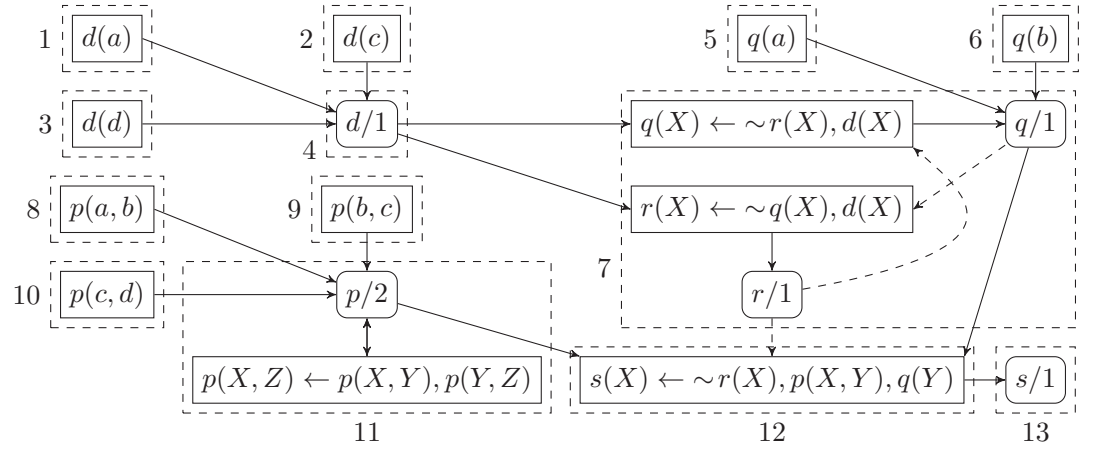 1 d(a) 2 d(c) 5 q(a) 6 q(b)
3 d(d) d/1 q(X) ← ∼r(X), d(X) q/1
4
8 p(a, b) 9 p(b, c) r(X) ← ∼q(X), d(X)
7
10 p(c, d) p/2 r/1
p(X, Z) ← p(X, Y), p(Y, Z) s(X) ← ∼r(X), p(X, Y), q(Y) s/1
11 12 13